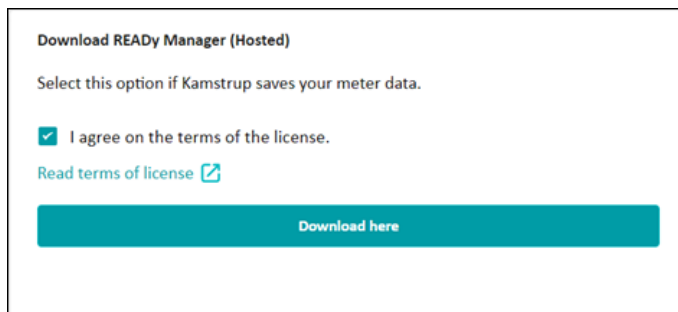 Download READy Manager (Hosted)
Select this option if Kamstrup saves your meter data.
I agree on the terms of the license.
Read terms of license
Download here